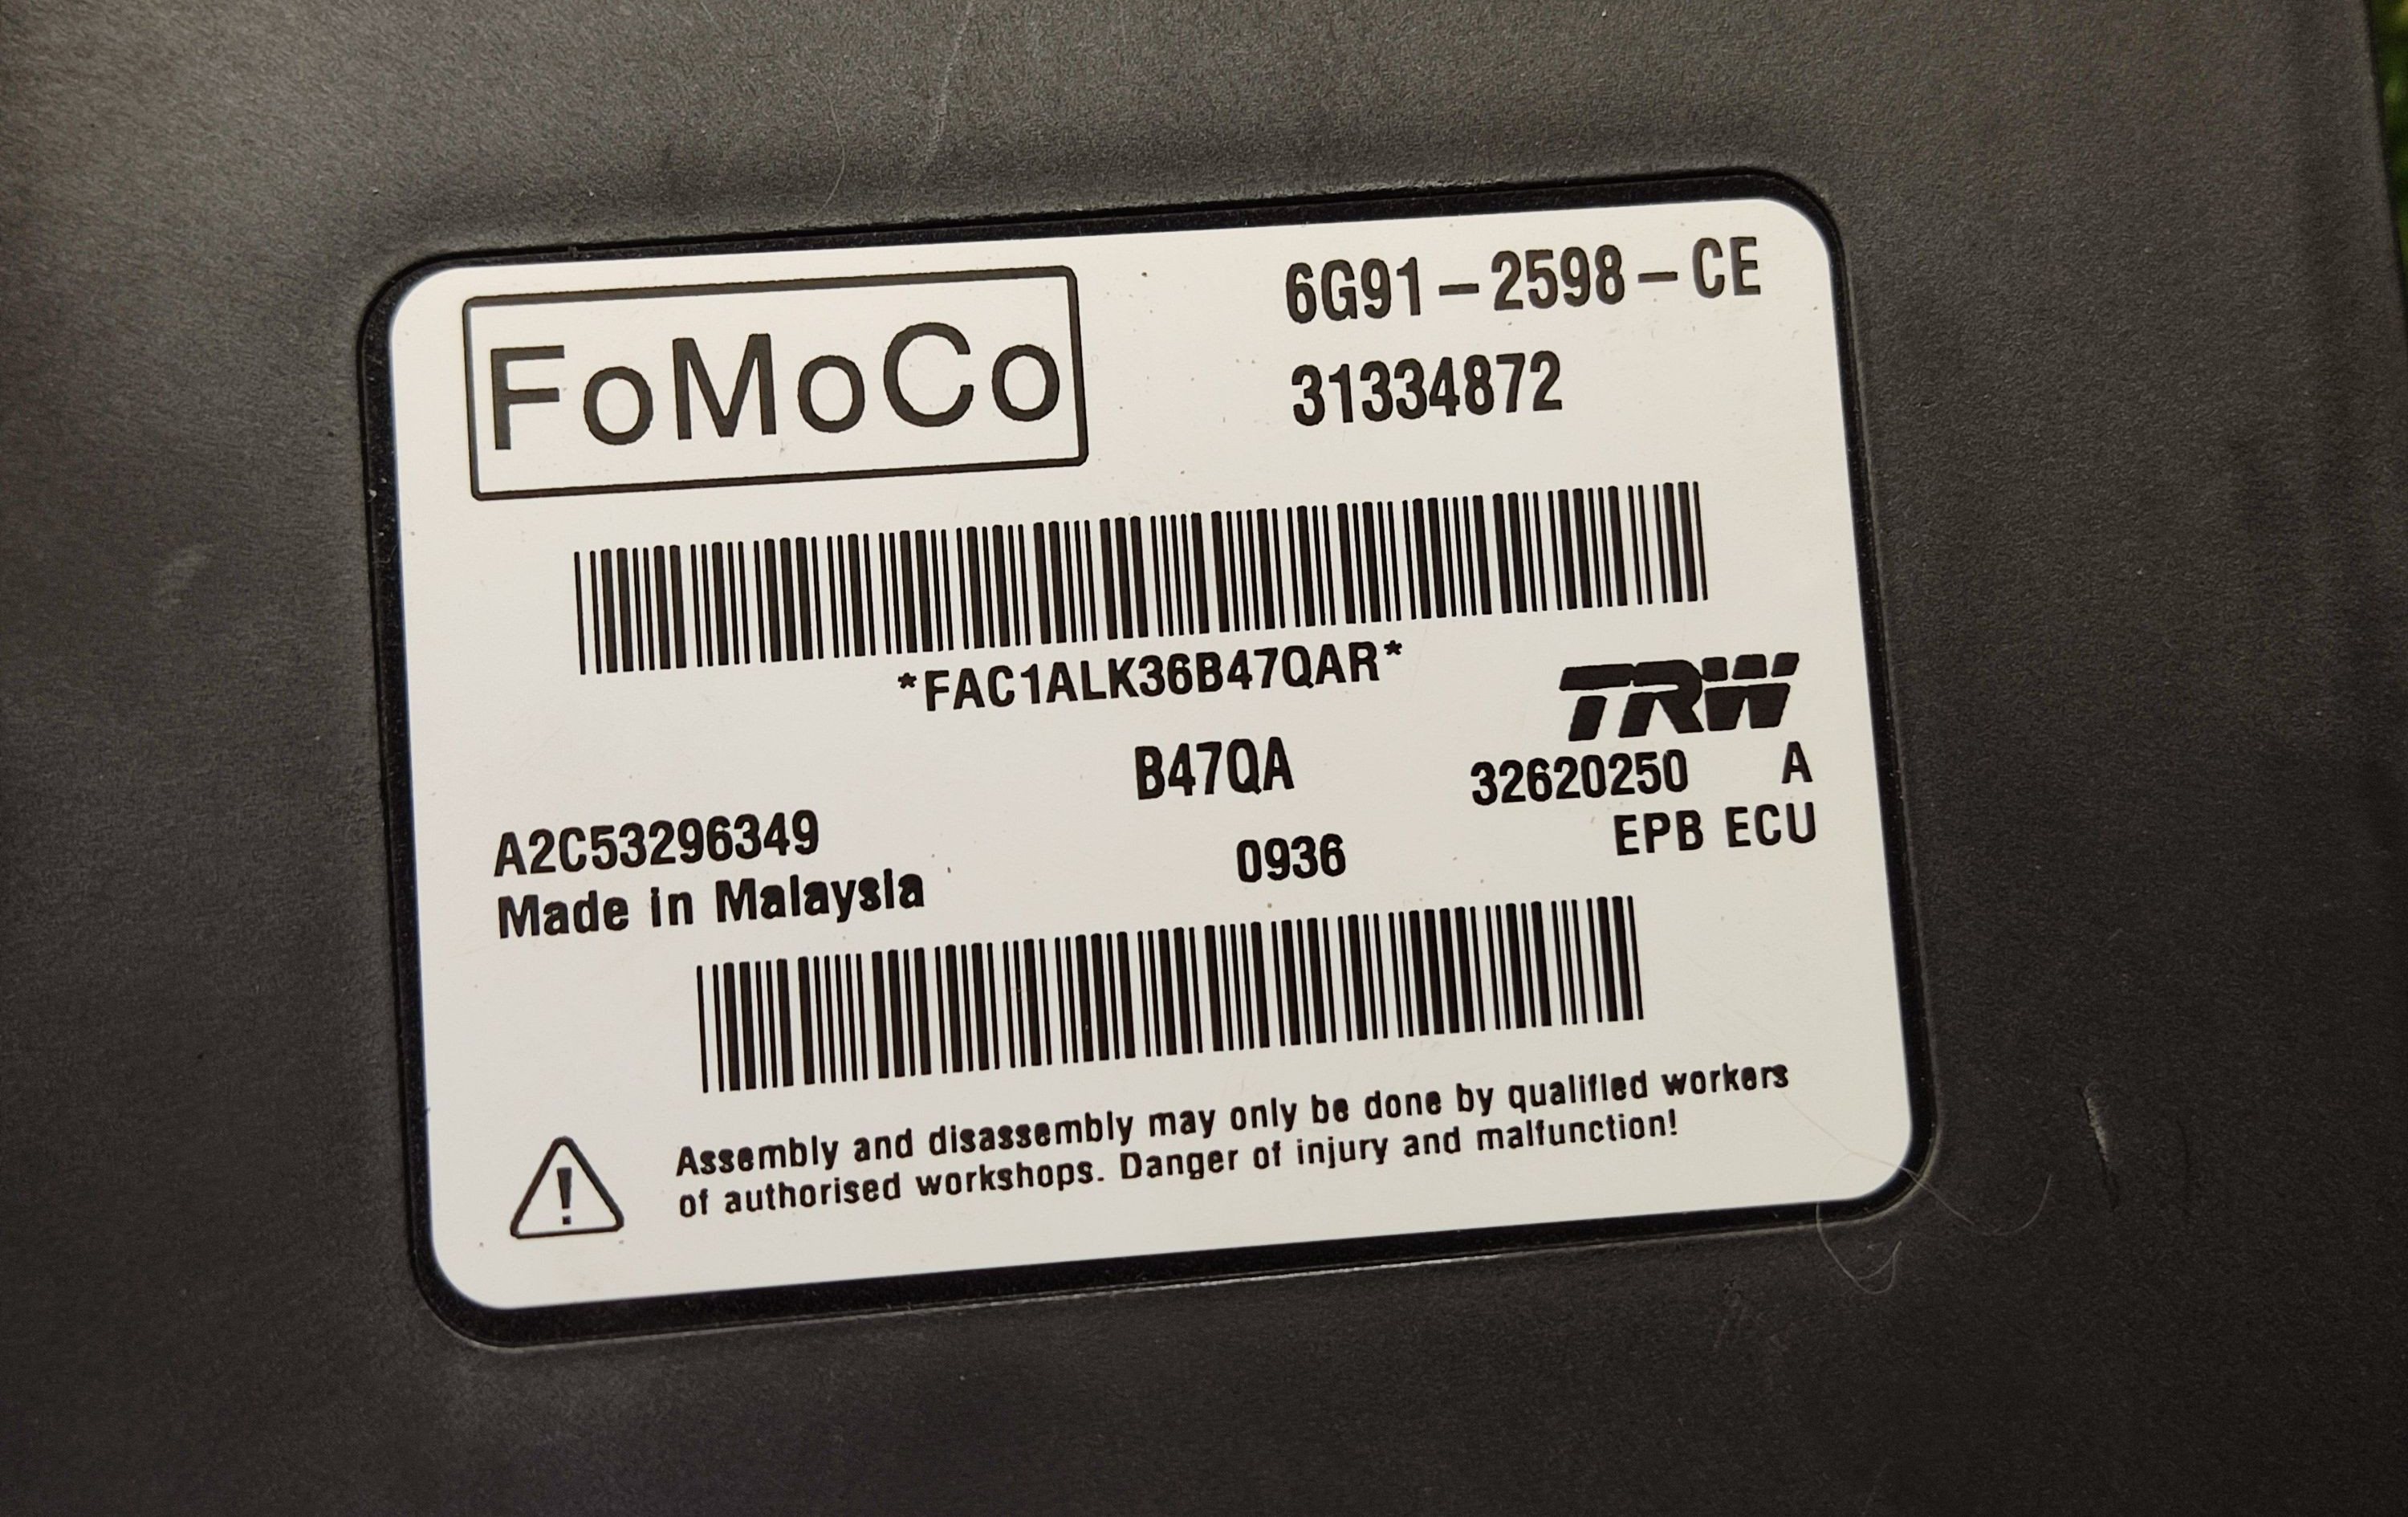 FoMoCo
6G91-2598-CE
31334872
*FAC1ALK36B47QAR*
TRW
B47QA
32620250 A
A2C53296349
0936
EPB ECU
Made in Malaysia
Assembly and disassembly may only be done by qualified workers
of authorised workshops. Danger of injury and malfunction!